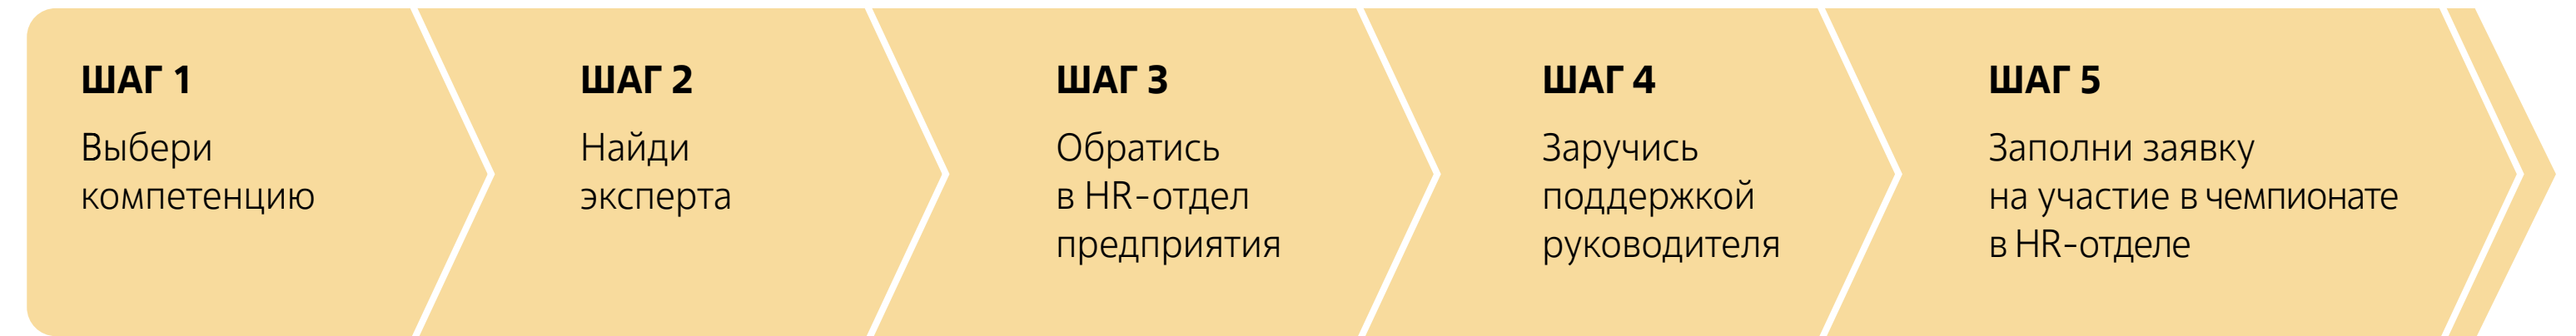 ШАГ 1
Выбери
компетенцию
ШАГ 2
Найди
эксперта
ШАГ 3
Обратись
в HR-отдел
предприятия
ШАГ 4
Заручись
поддержкой
руководителя
ШАГ 5
Заполни заявку
на участие в чемпионате
в HR-отделе